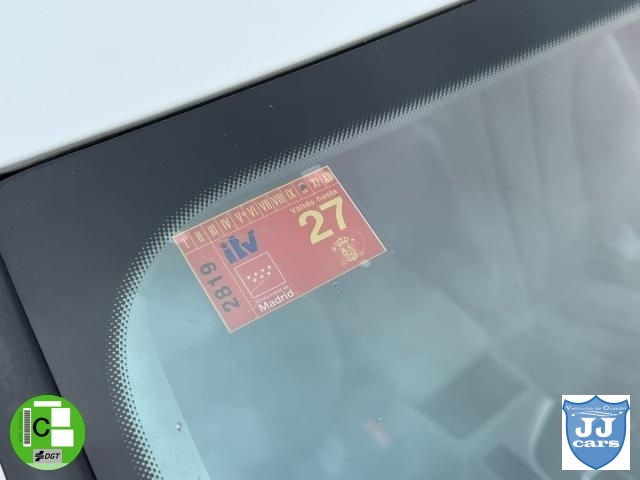 I II III IV V VI VII VIII IX X XI XII
Válido hasta
27
itv
2819
Comunidad de
Madrid
C
DGT
Vehículos de Ocasión
JJ
cars